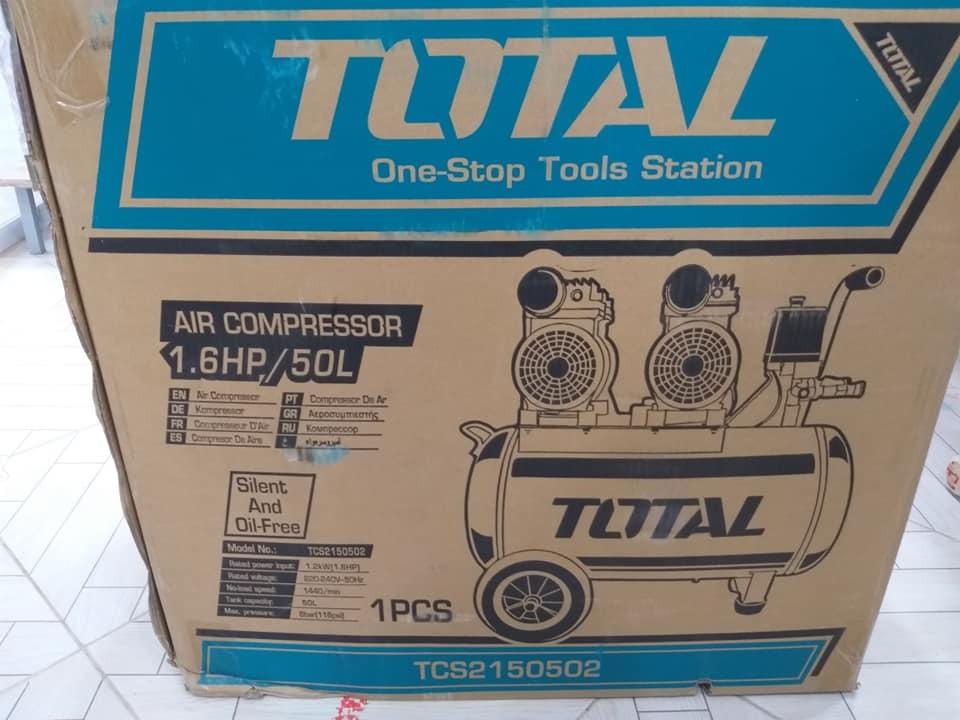 TOTAL
TOTAL
One-Stop Tools Station
AIR COMPRESSOR
1.6HP/50L
EN Air Compressor
DE Kompressor
FR Compresseur D'Air
ES Compresor De Aire
PT Compressor De Ar
GR Αεροσυμπιεστής
RU Компрессор
Silent
And
Oil-Free
Model No.: TCS2150502
Rated power input: 1.2kW(1.6HP)
Rated voltage: 220-240V~50Hz
No-load speed: 1440/min
Tank capacity: 50L
Max. pressure: 8bar(116psi)
1PCS
TOTAL
TCS2150502